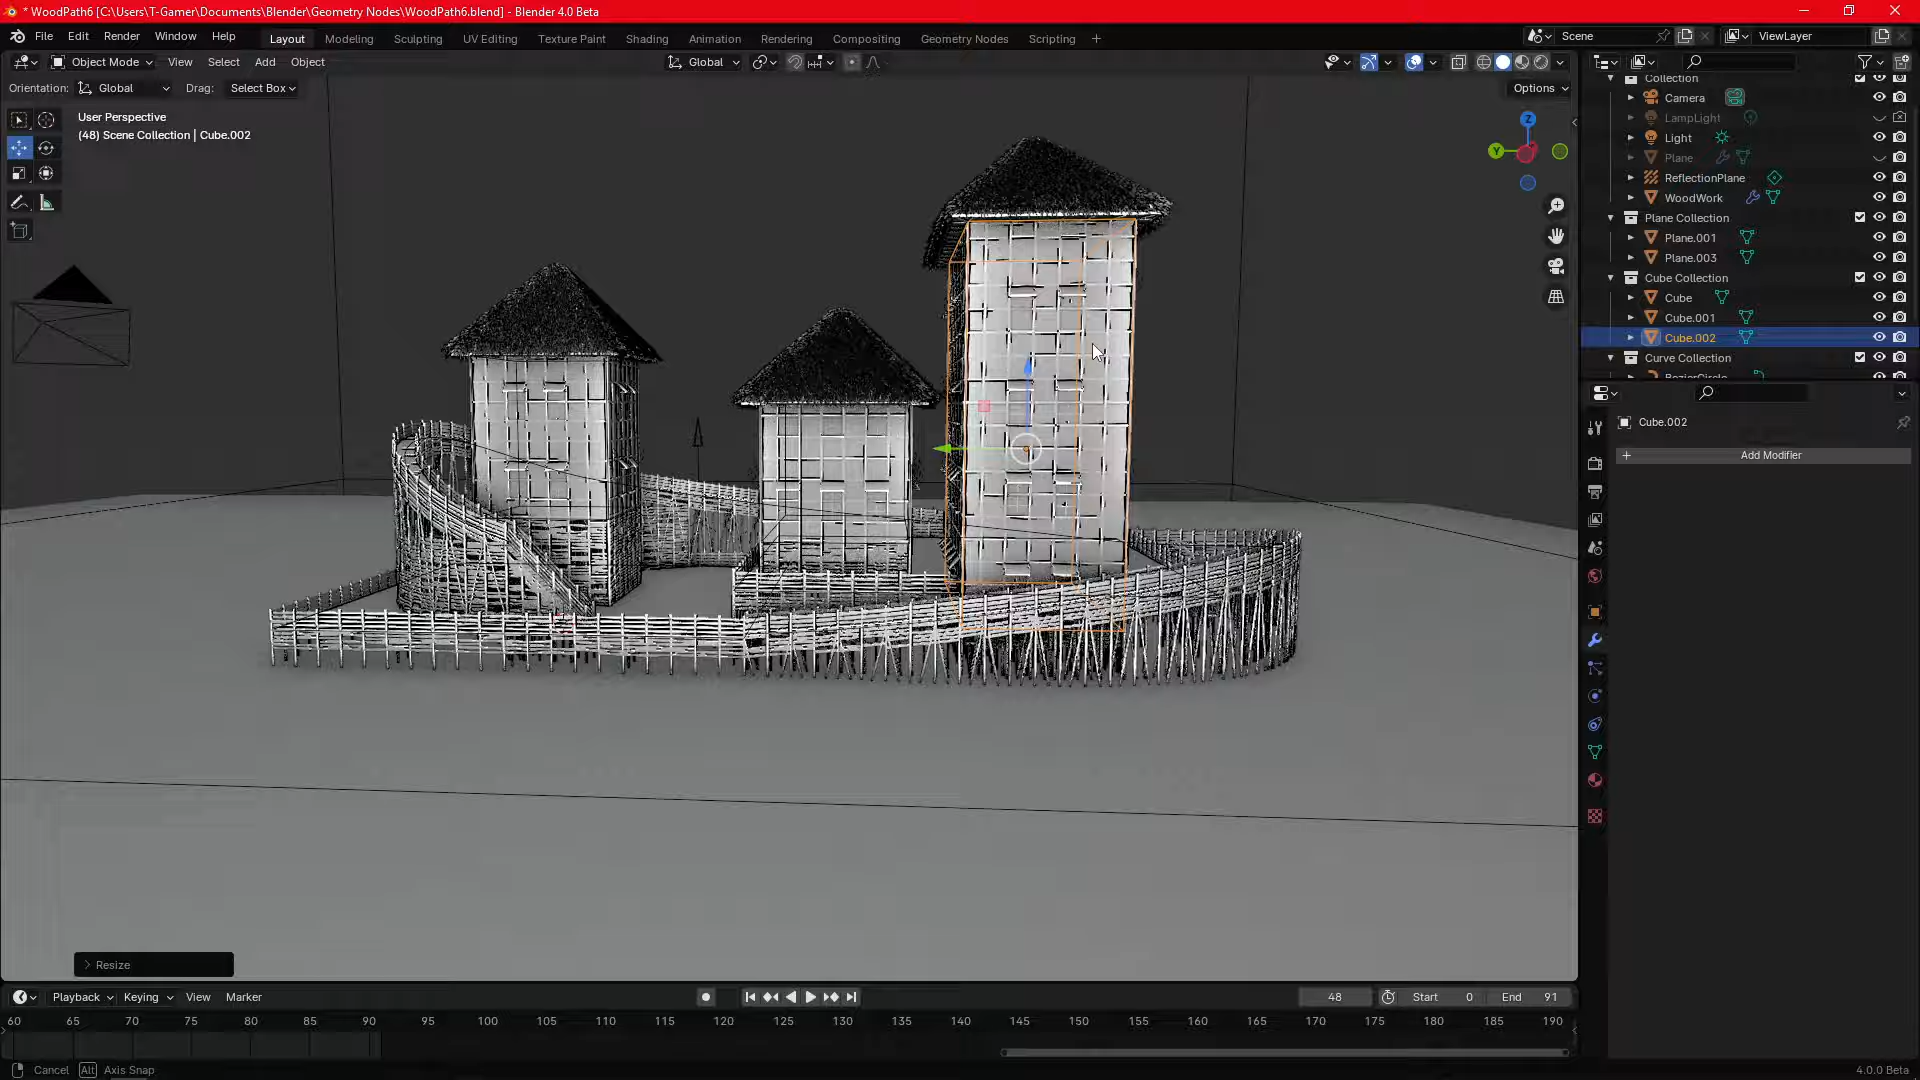 * WoodPath6 [C:\Users\T-Gamer\Documents\Blender\Geometry Nodes\WoodPath6.blend] - Blender 4.0 Beta
File Edit Render Window Help Layout Modeling Sculpting UV Editing Texture Paint Shading Animation Rendering Compositing Geometry Nodes Scripting + Scene ViewLayer
Object Mode View Select Add Object Global
Orientation: Global Drag: Select Box Options
User Perspective
(48) Scene Collection | Cube.002
Z
Y
Collection
Camera
LampLight
Light
Plane
ReflectionPlane
WoodWork
Plane Collection
Plane.001
Plane.003
Cube Collection
Cube
Cube.001
Cube.002
Curve Collection
BezierCircle
Cube.002
+ Add Modifier
Resize
Playback Keying View Marker 48 Start 0 End 91
60 65 70 75 80 85 90 95 100 105 110 115 120 125 130 135 140 145 150 155 160 165 170 175 180 185 190
Cancel Alt Axis Snap 4.0.0 Beta